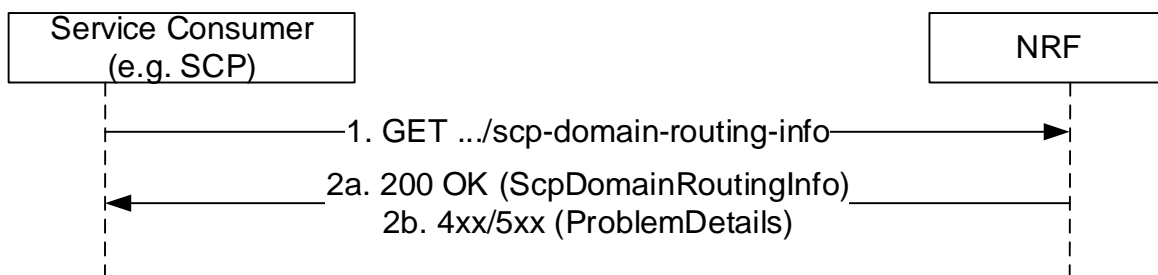 Service Consumer
(e.g. SCP)
NRF
1. GET .../scp-domain-routing-info
2a. 200 OK (ScpDomainRoutingInfo)
2b. 4xx/5xx (ProblemDetails)